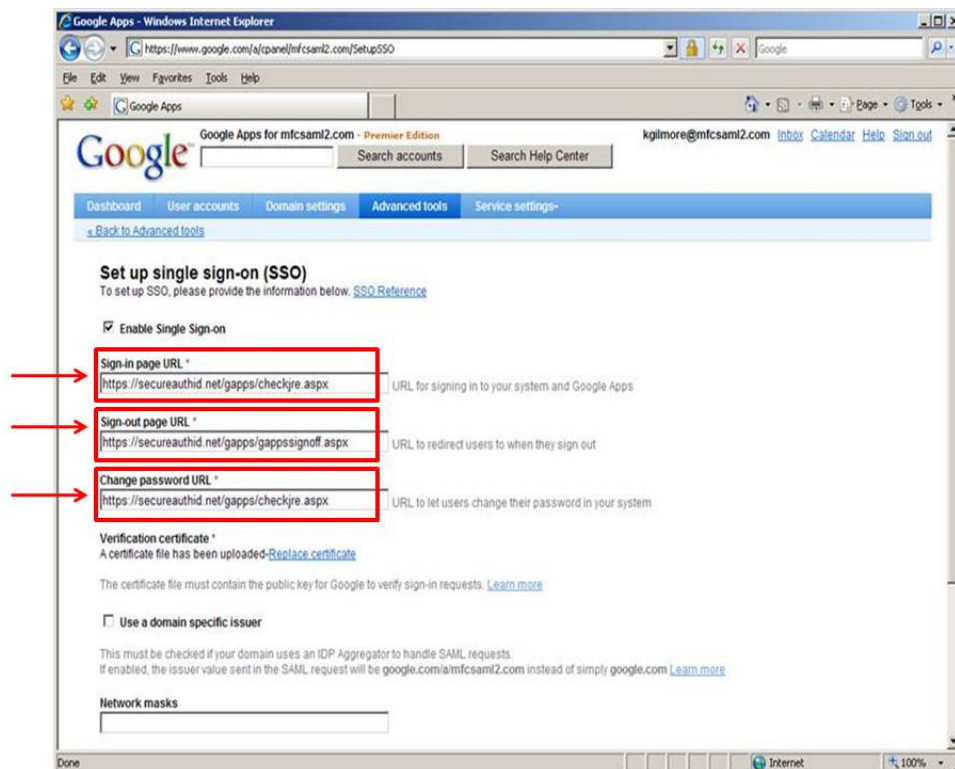 Google Apps - Windows Internet Explorer
https://www.google.com/a/cpanel/mfcsaml2.com/SetupSSO
Google
File Edit View Favorites Tools Help
Google Apps
Page Tools
Google
Google Apps for mfcsaml2.com - Premier Edition
kgilmore@mfcsaml2.com Inbox Calendar Help Sign out
Search accounts Search Help Center
Dashboard User accounts Domain settings Advanced tools Service settings
« Back to Advanced tools
Set up single sign-on (SSO)
To set up SSO, please provide the information below. SSO Reference
Enable Single Sign-on
Sign-in page URL *
https://secureauthid.net/gapps/checkjre.aspx URL for signing in to your system and Google Apps
Sign-out page URL *
https://secureauthid.net/gapps/gappssignoff.aspx URL to redirect users to when they sign out
Change password URL *
https://secureauthid.net/gapps/checkjre.aspx URL to let users change their password in your system
Verification certificate *
A certificate file has been uploaded-Replace certificate
The certificate file must contain the public key for Google to verify sign-in requests. Learn more
Use a domain specific issuer
This must be checked if your domain uses an IDP Aggregator to handle SAML requests.
If enabled, the issuer value sent in the SAML request will be google.com/a/mfcsaml2.com instead of simply google.com Learn more
Network masks
Done Internet 100%